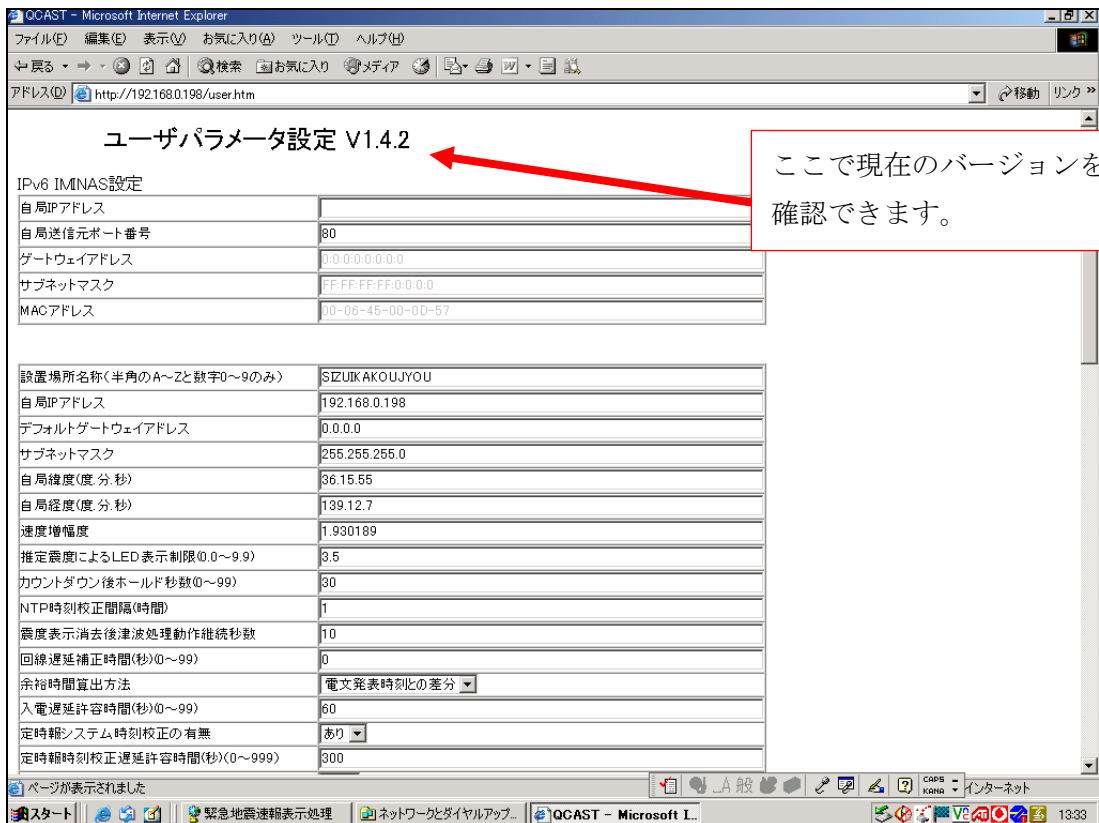 QCAST - Microsoft Internet Explorer
ファイル(F) 編集(E) 表示(V) お気に入り(A) ツール(T) ヘルプ(H)
戻る 検索 お気に入り メディア
アドレス(D) http://192.168.0.198/user.htm 移動 リンク »
ユーザパラメータ設定 V1.4.2
ここで現在のバージョンを
確認できます。
IPv6 IMINAS設定
自局IPアドレス
自局送信元ポート番号 80
ゲートウェイアドレス 0:0:0:0:0:0:0:0
サブネットマスク FF:FF:FF:FF:0:0:0:0
MACアドレス 00-06-45-00-0D-57
設置場所名称(半角のA～Zと数字0～9のみ) SIZUIKAKOUJYOU
自局IPアドレス 192.168.0.198
デフォルトゲートウェイアドレス 0.0.0.0
サブネットマスク 255.255.255.0
自局緯度(度.分.秒) 36.15.55
自局経度(度.分.秒) 139.12.7
速度増幅度 1.930189
推定震度によるLED表示制限(0.0～9.9) 3.5
カウントダウン後ホールド秒数(0～99) 30
NTP時刻校正間隔(時間) 1
震度表示消去後津波処理動作継続秒数 10
回線遅延補正時間(秒)(0～99) 0
余裕時間算出方法 電文発表時刻との差分
入電遅延許容時間(秒)(0～99) 60
定時報システム時刻校正の有無 あり
定時報時刻校正遅延許容時間(秒)(0～999) 300
ページが表示されました
A 般
CAPS
KANA
インターネット
スタート 緊急地震速報表示処理 ネットワークとダイヤルアップ... QCAST - Microsoft I... 13:33